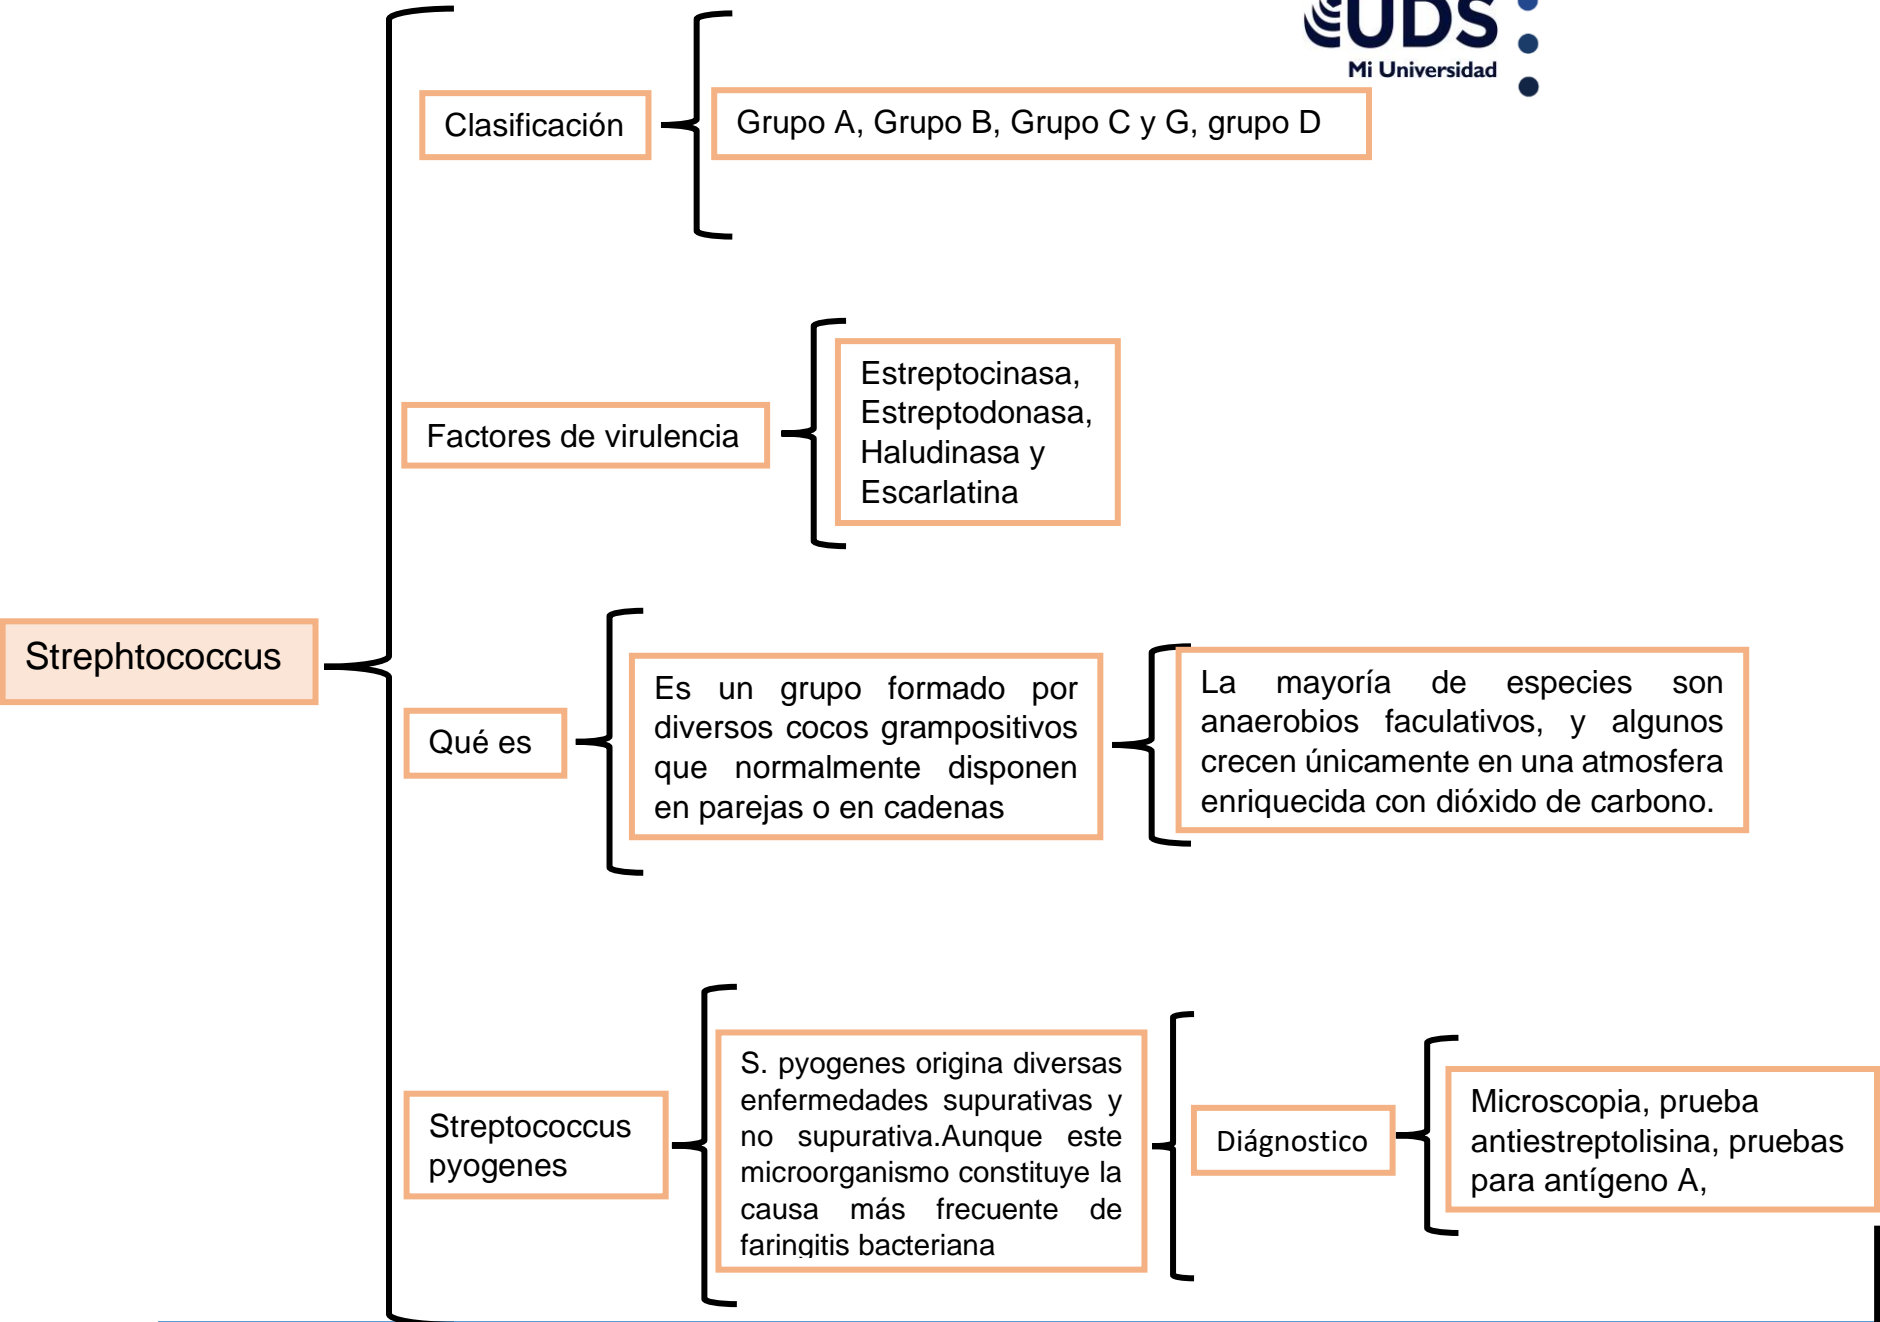 UDS
Mi Universidad
Clasificación
Grupo A, Grupo B, Grupo C y G, grupo D
Factores de virulencia
Estreptocinasa,
Estreptodonasa,
Haludinasa y
Escarlatina
Strephtococcus
Qué es
Es un grupo formado por
diversos cocos grampositivos
que normalmente disponen
en parejas o en cadenas
La mayoría de especies son
anaerobios faculativos, y algunos
crecen únicamente en una atmosfera
enriquecida con dióxido de carbono.
Streptococcus
pyogenes
S. pyogenes origina diversas
enfermedades supurativas y
no supurativa.Aunque este
microorganismo constituye la
causa más frecuente de
faringitis bacteriana
Diágnostico
Microscopia, prueba
antiestreptolisina, pruebas
para antígeno A,